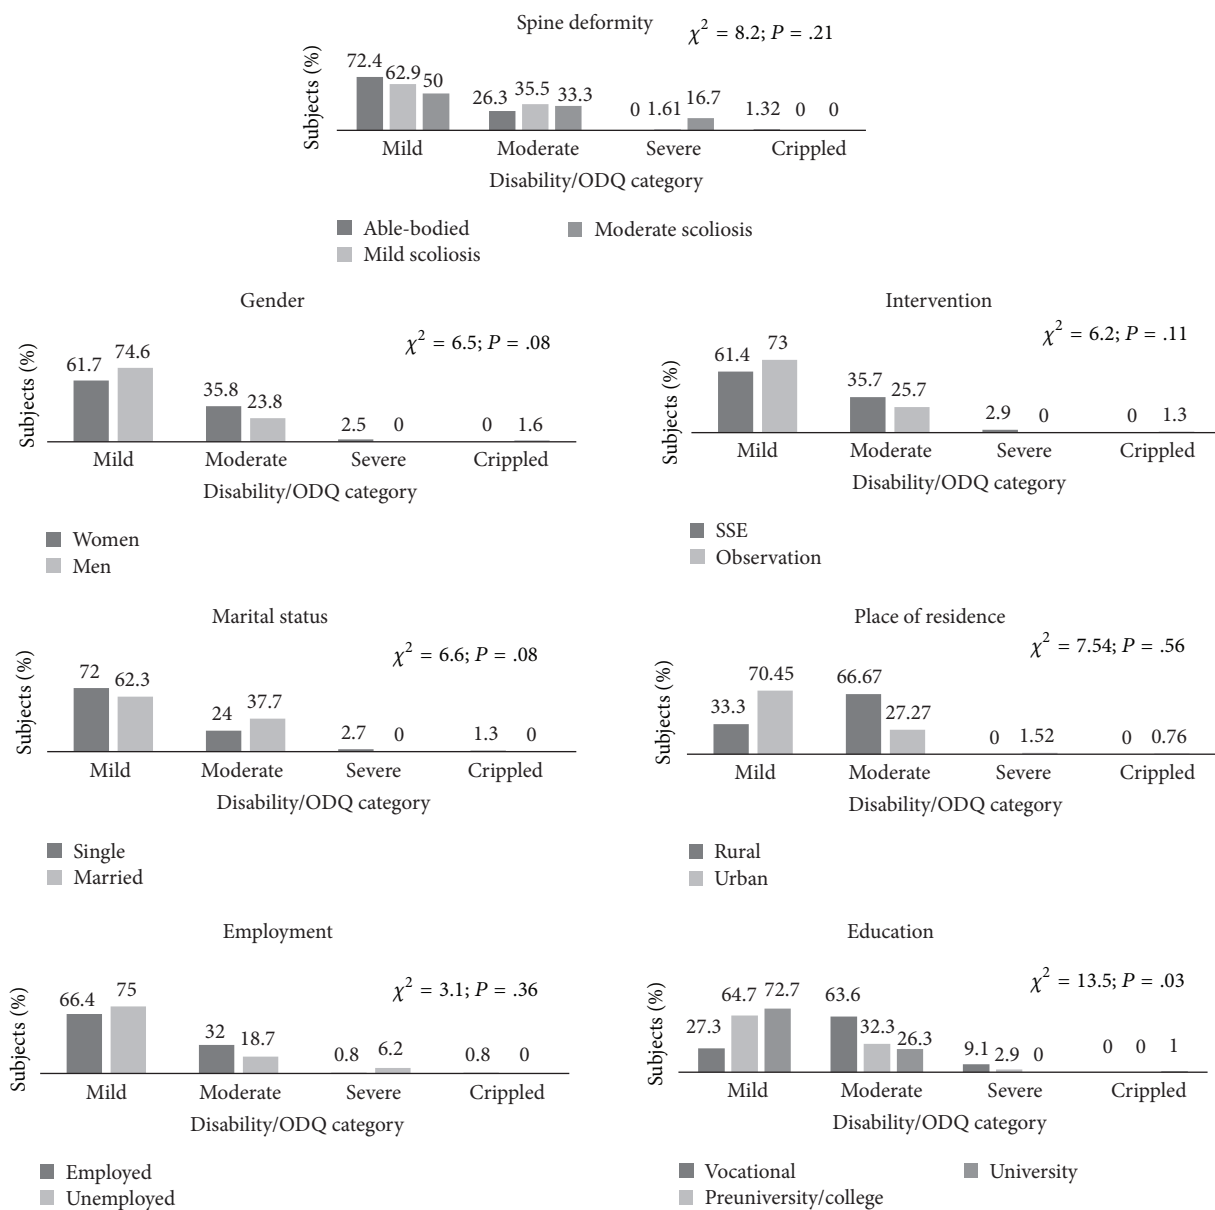 Spine deformity
χ² = 8.2; P = .21
Subjects (%)
72.4 62.9 50 26.3 35.5 33.3 0 1.61 16.7 1.32 0 0
Mild Moderate Severe Crippled
Disability/ODQ category
Able-bodied Moderate scoliosis
Mild scoliosis
Gender
χ² = 6.5; P = .08
Subjects (%)
61.7 74.6 35.8 23.8 2.5 0 0 1.6
Mild Moderate Severe Crippled
Disability/ODQ category
Women
Men
Intervention
χ² = 6.2; P = .11
Subjects (%)
61.4 73 35.7 25.7 2.9 0 0 1.3
Mild Moderate Severe Crippled
Disability/ODQ category
SSE
Observation
Marital status
χ² = 6.6; P = .08
Subjects (%)
72 62.3 24 37.7 2.7 0 1.3 0
Mild Moderate Severe Crippled
Disability/ODQ category
Single
Married
Place of residence
χ² = 7.54; P = .56
Subjects (%)
33.3 70.45 66.67 27.27 0 1.52 0 0.76
Mild Moderate Severe Crippled
Disability/ODQ category
Rural
Urban
Employment
χ² = 3.1; P = .36
Subjects (%)
66.4 75 32 18.7 0.8 6.2 0.8 0
Mild Moderate Severe Crippled
Disability/ODQ category
Employed
Unemployed
Education
χ² = 13.5; P = .03
Subjects (%)
27.3 64.7 72.7 63.6 32.3 26.3 9.1 2.9 0 0 0 1
Mild Moderate Severe Crippled
Disability/ODQ category
Vocational University
Preuniversity/college